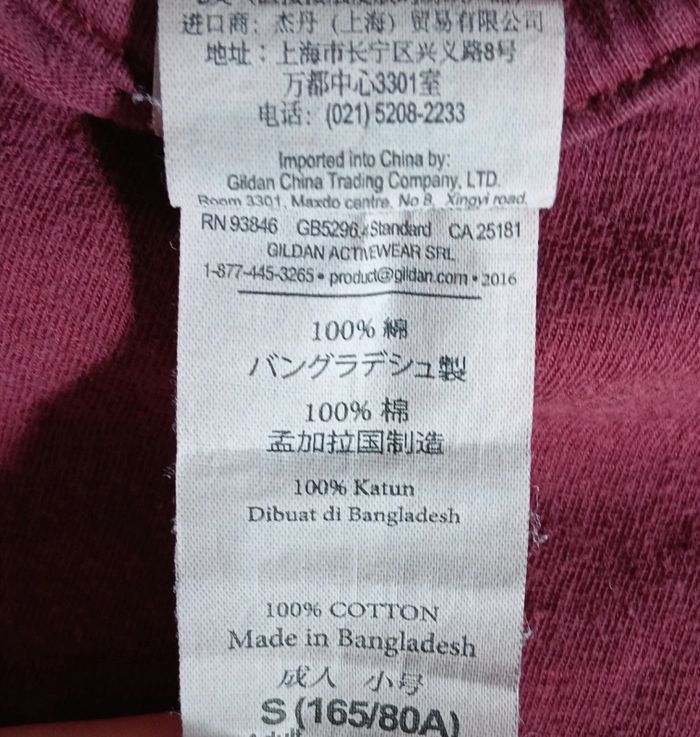 进口商: 杰丹 (上海) 贸易有限公司
地址: 上海市长宁区兴义路8号
万都中心3301室
电话: (021) 5208-2233
Imported into China by:
Gildan China Trading Company, LTD.
Room 3301, Maxdo centre, No 8, Xingyi road,
RN 93846 GB5296 Standard CA 25181
GILDAN ACTIVEWEAR SRL
1-877-445-3265 • product@gildan.com • 2016
100% 綿
バングラデシュ製
100% 棉
孟加拉国制造
100% Katun
Dibuat di Bangladesh
100% COTTON
Made in Bangladesh
成人 小号
S (165/80A)
Adult